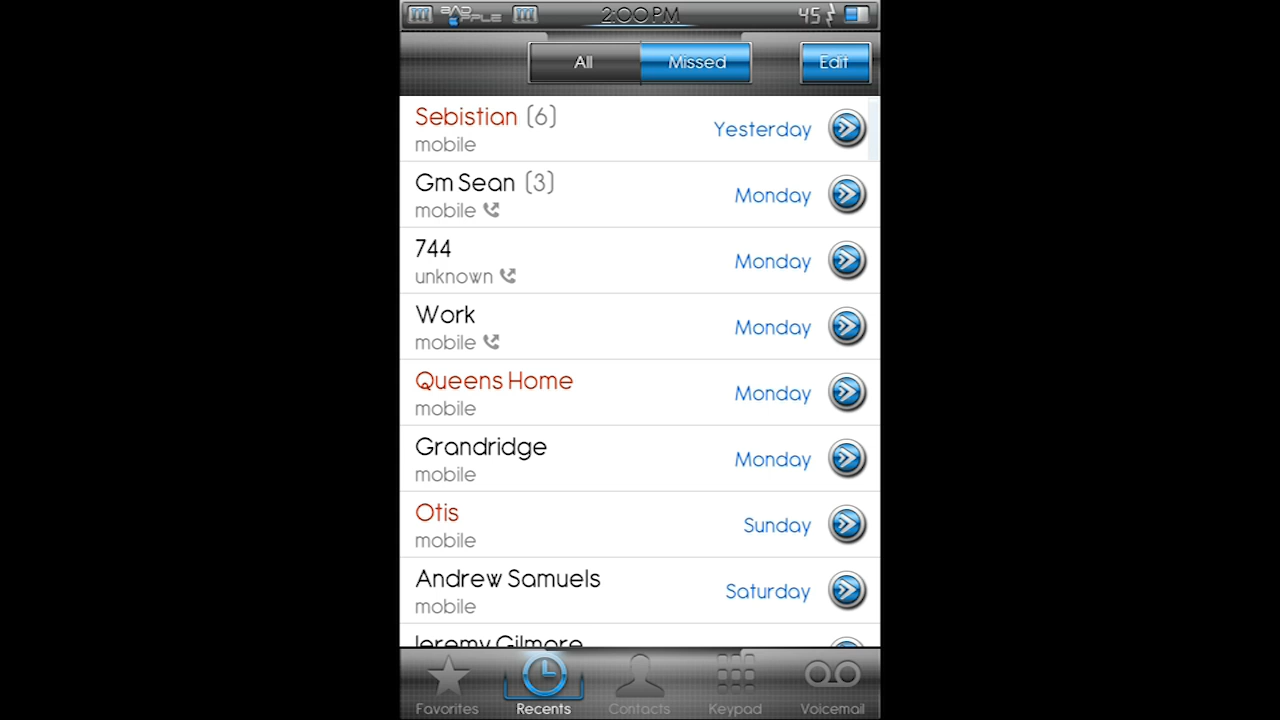 BAD APPLE 2:00 PM 45
All Missed Edit
Sebistian (6)
mobile
Yesterday
Gm Sean (3)
mobile
Monday
744
unknown
Monday
Work
mobile
Monday
Queens Home
mobile
Monday
Grandridge
mobile
Monday
Otis
mobile
Sunday
Andrew Samuels
mobile
Saturday
Jeremy Gilmore
Favorites Recents Contacts Keypad Voicemail